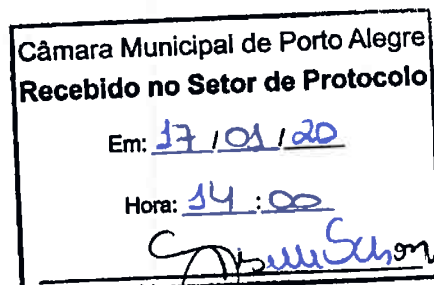 Câmara Municipal de Porto Alegre
Recebido no Setor de Protocolo
Em: 17 / 01 / 20
Hora: 14 : 00